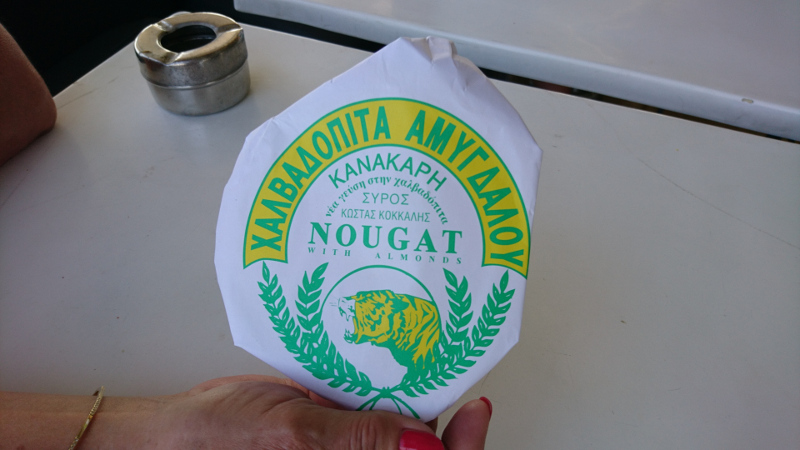 ΧΑΛΒΑΔΟΠΙΤΑ ΑΜΥΓΔΑΛΟΥ
ΚΑΝΑΚΑΡΗ
νέα γεύση στην χαλβαδόπιτα
ΣΥΡΟΣ
ΚΩΣΤΑΣ ΚΟΚΚΑΛΗΣ
NOUGAT
WITH ALMONDS